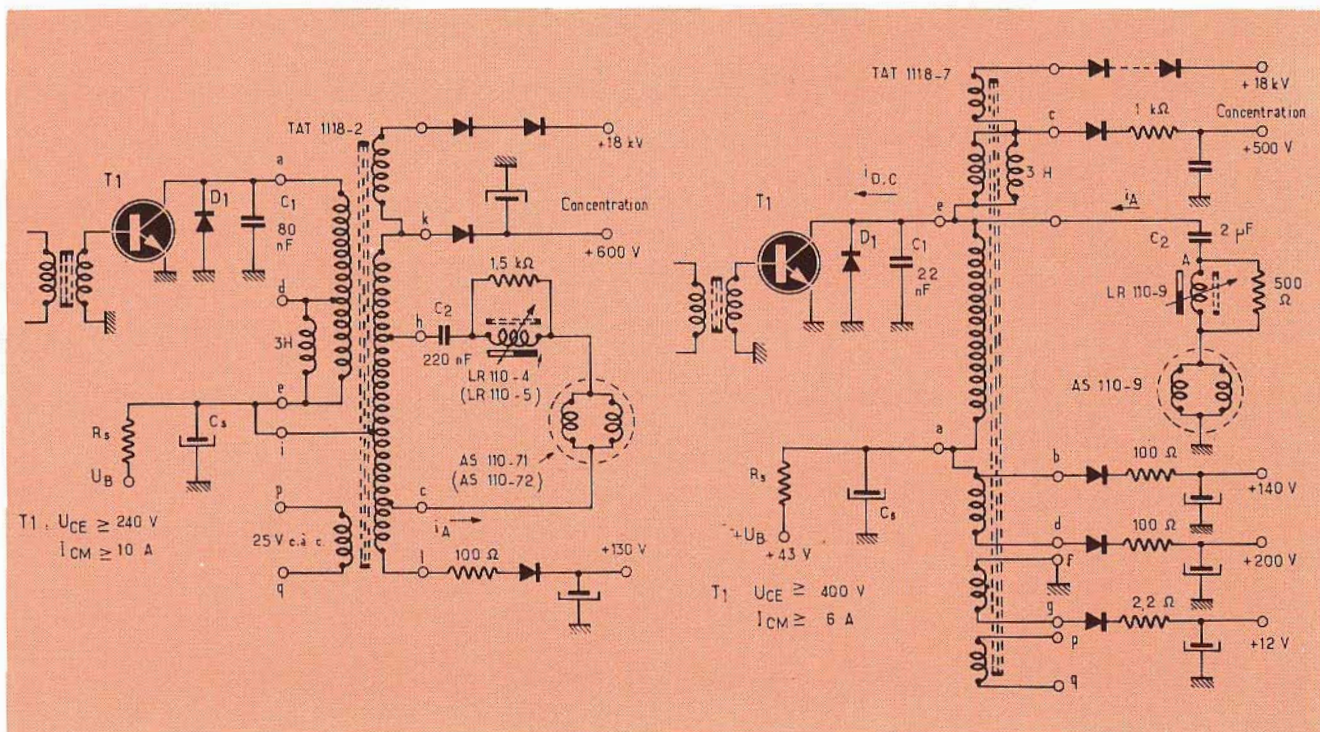 TAT 1118-2
+18 kV
a
T1
D1
C1
80
nF
k
Concentration
+600 V
1,5 kΩ
d
h
C2
220 nF
3H
LR 110-4
(LR 110-5)
e
Rs
Cs
i
UB
AS 110-71
(AS 110-72)
c
iA
p
T1 . UCE ≥ 240 V
ICM ≥ 10 A
25V c.à c.
q
l
100 Ω
+130 V
TAT 1118-7
+18 kV
c
1 kΩ
Concentration
+500 V
3 H
iD,C
iA
T1
e
D1
C1
22
nF
C2
2 µF
A
LR 110-9
500
Ω
AS 110-9
a
Rs
Cs
+UB
+43 V
b
100 Ω
+140 V
d
100 Ω
+200 V
f
T1 UCE ≥ 400 V
ICM ≥ 6 A
g
2,2 Ω
+12 V
p
q